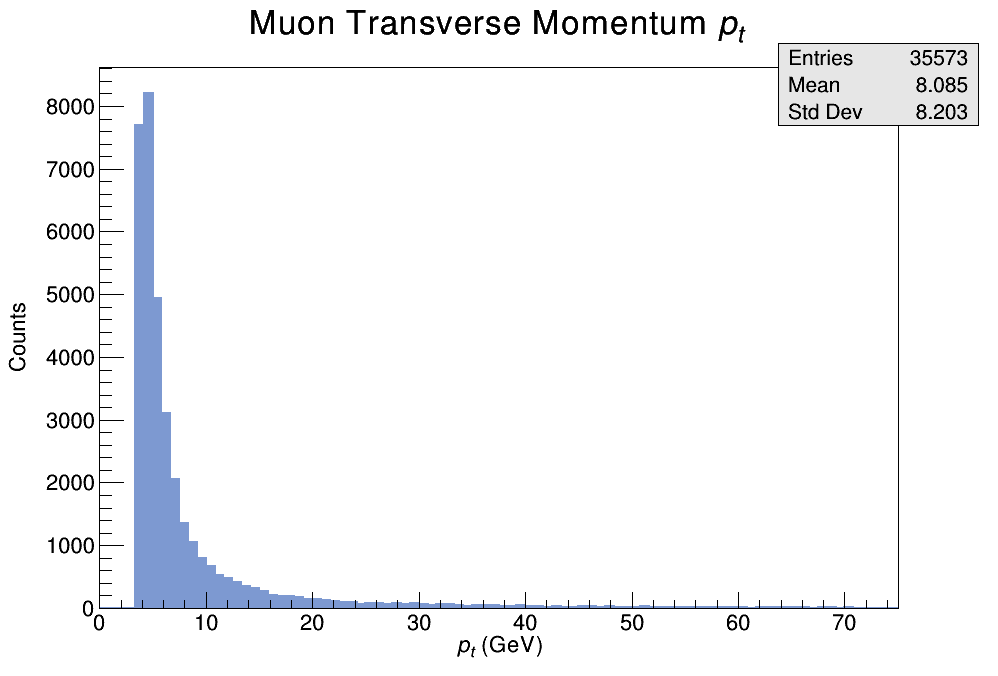 Muon Transverse Momentum pt
Entries 35573
Mean 8.085
Std Dev 8.203
8000
7000
6000
5000
4000
3000
2000
1000
0
Counts
0 10 20 30 40 50 60 70
pt (GeV)